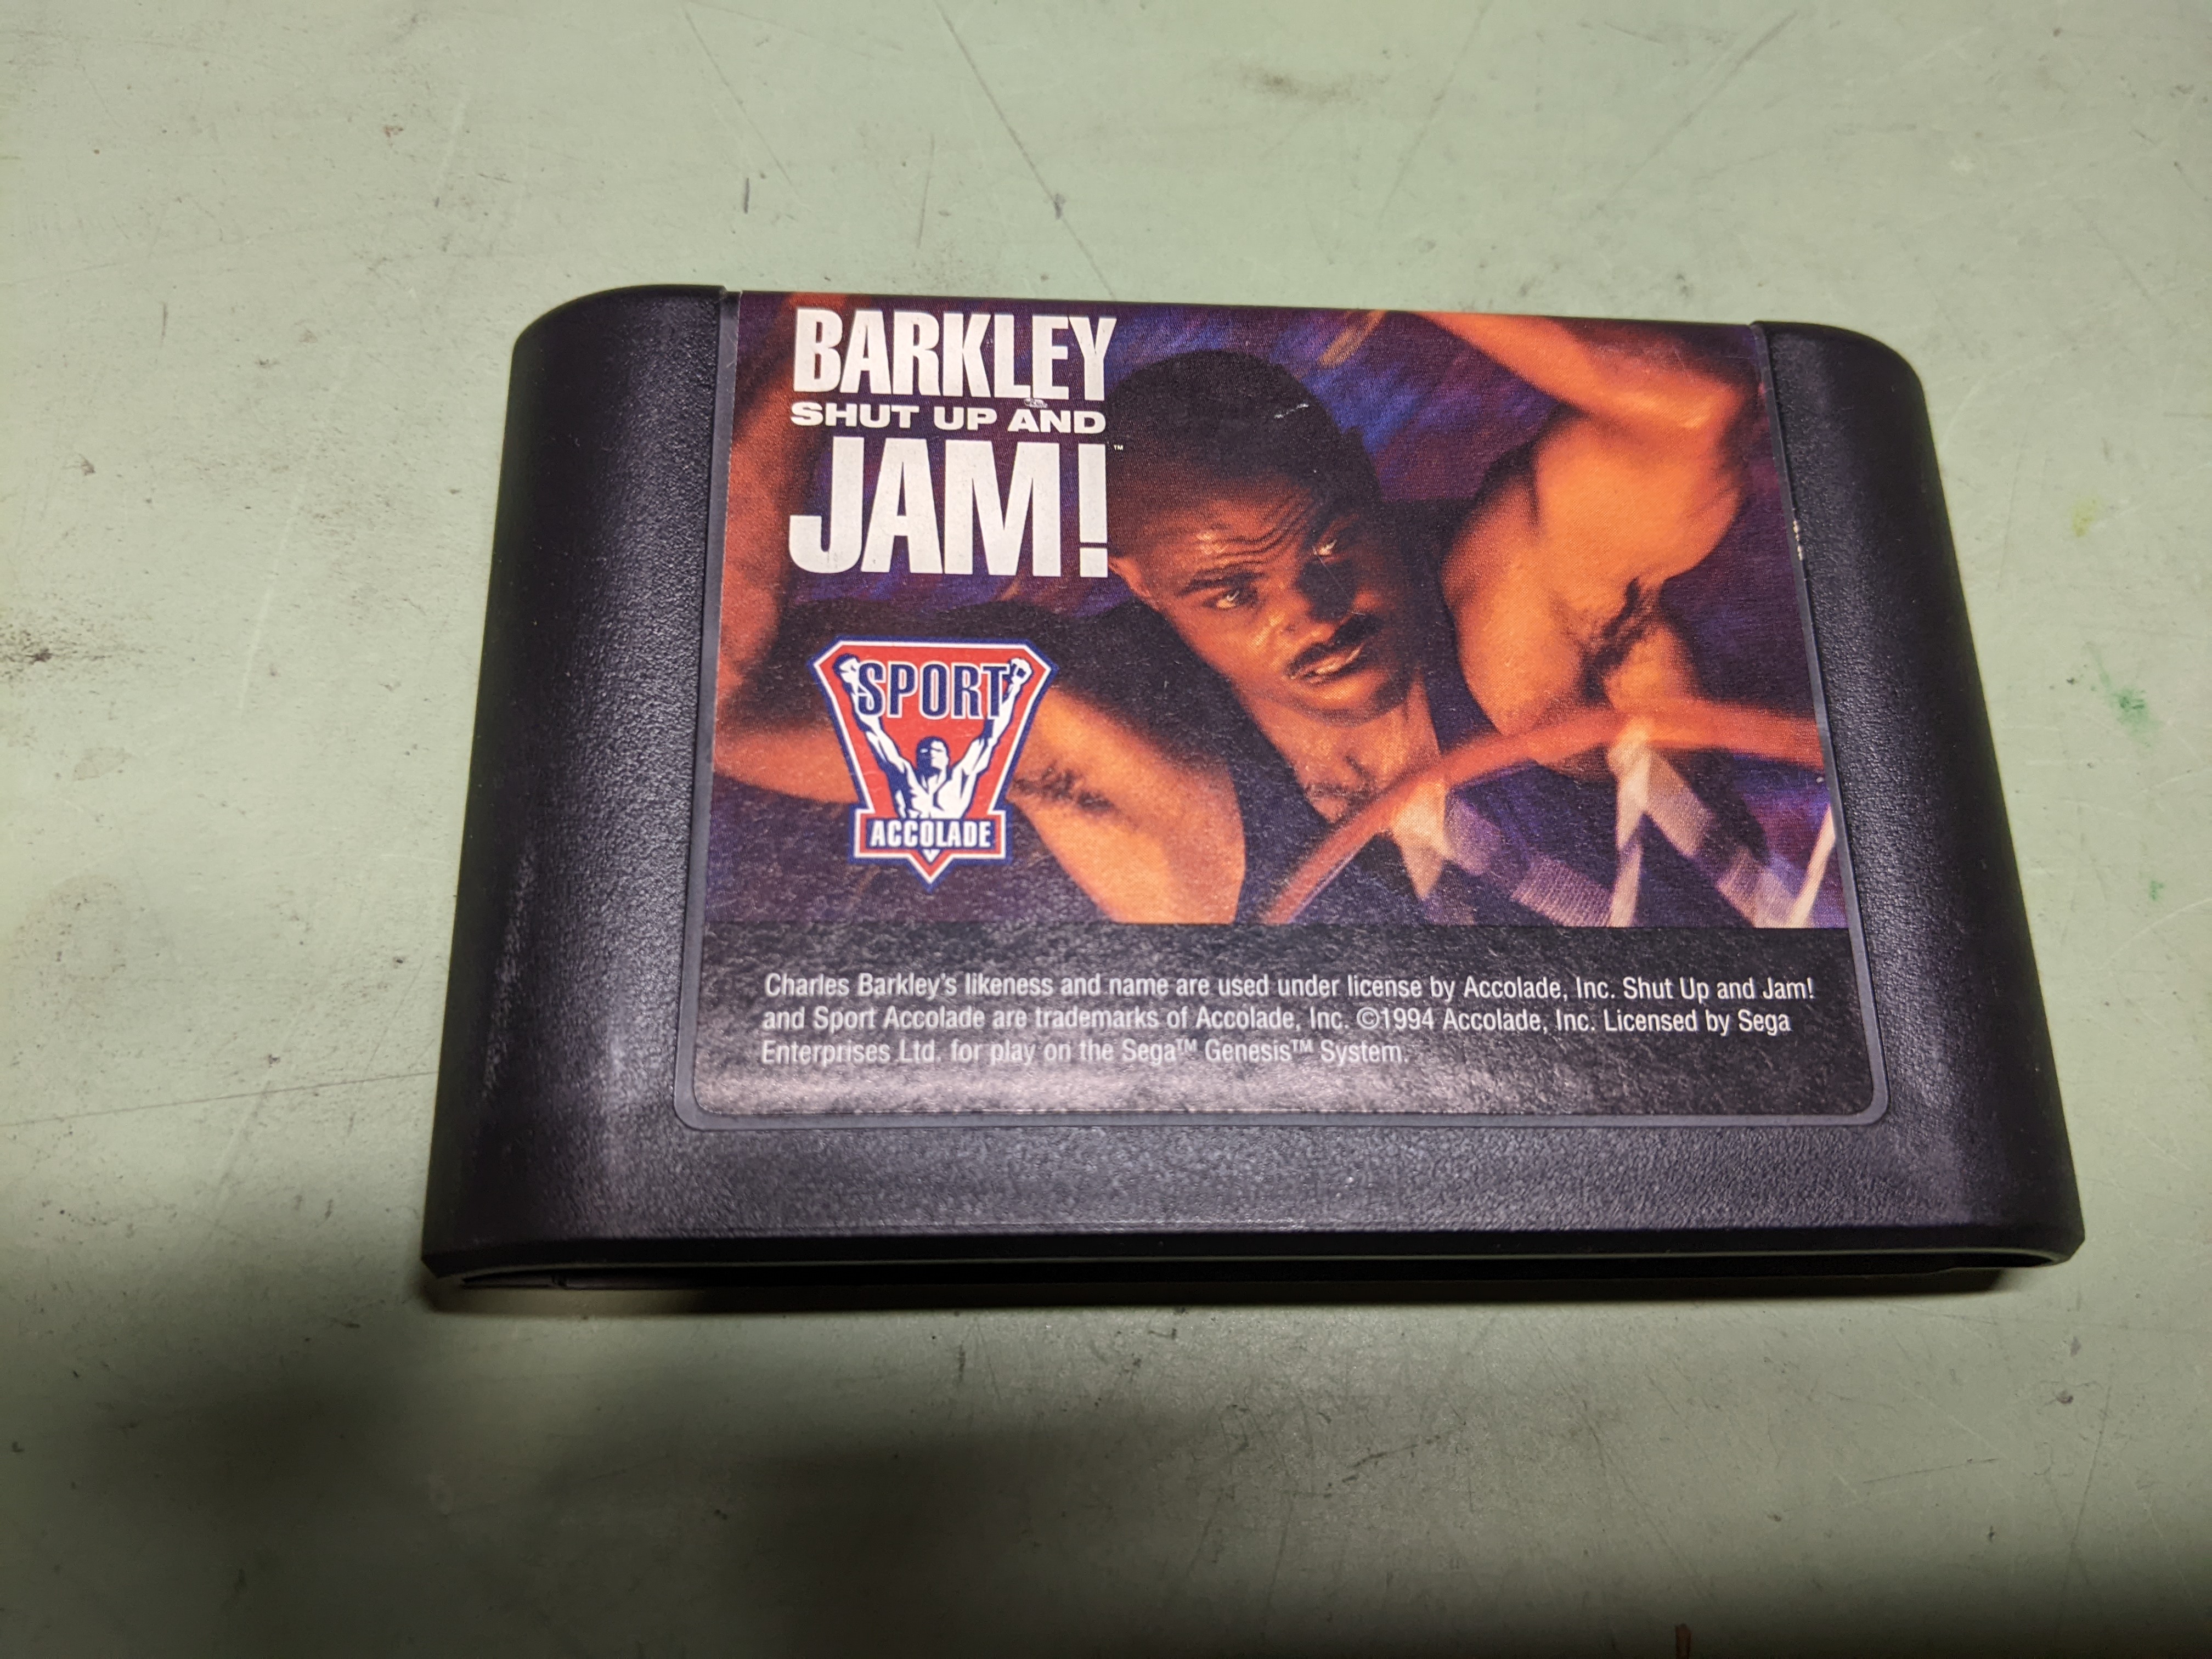 BARKLEY
SHUT UP AND
JAM!™
SPORT
ACCOLADE
Charles Barkley's likeness and name are used under license by Accolade, Inc. Shut Up and Jam!
and Sport Accolade are trademarks of Accolade, Inc. ©1994 Accolade, Inc. Licensed by Sega
Enterprises Ltd. for play on the Sega™ Genesis™ System.